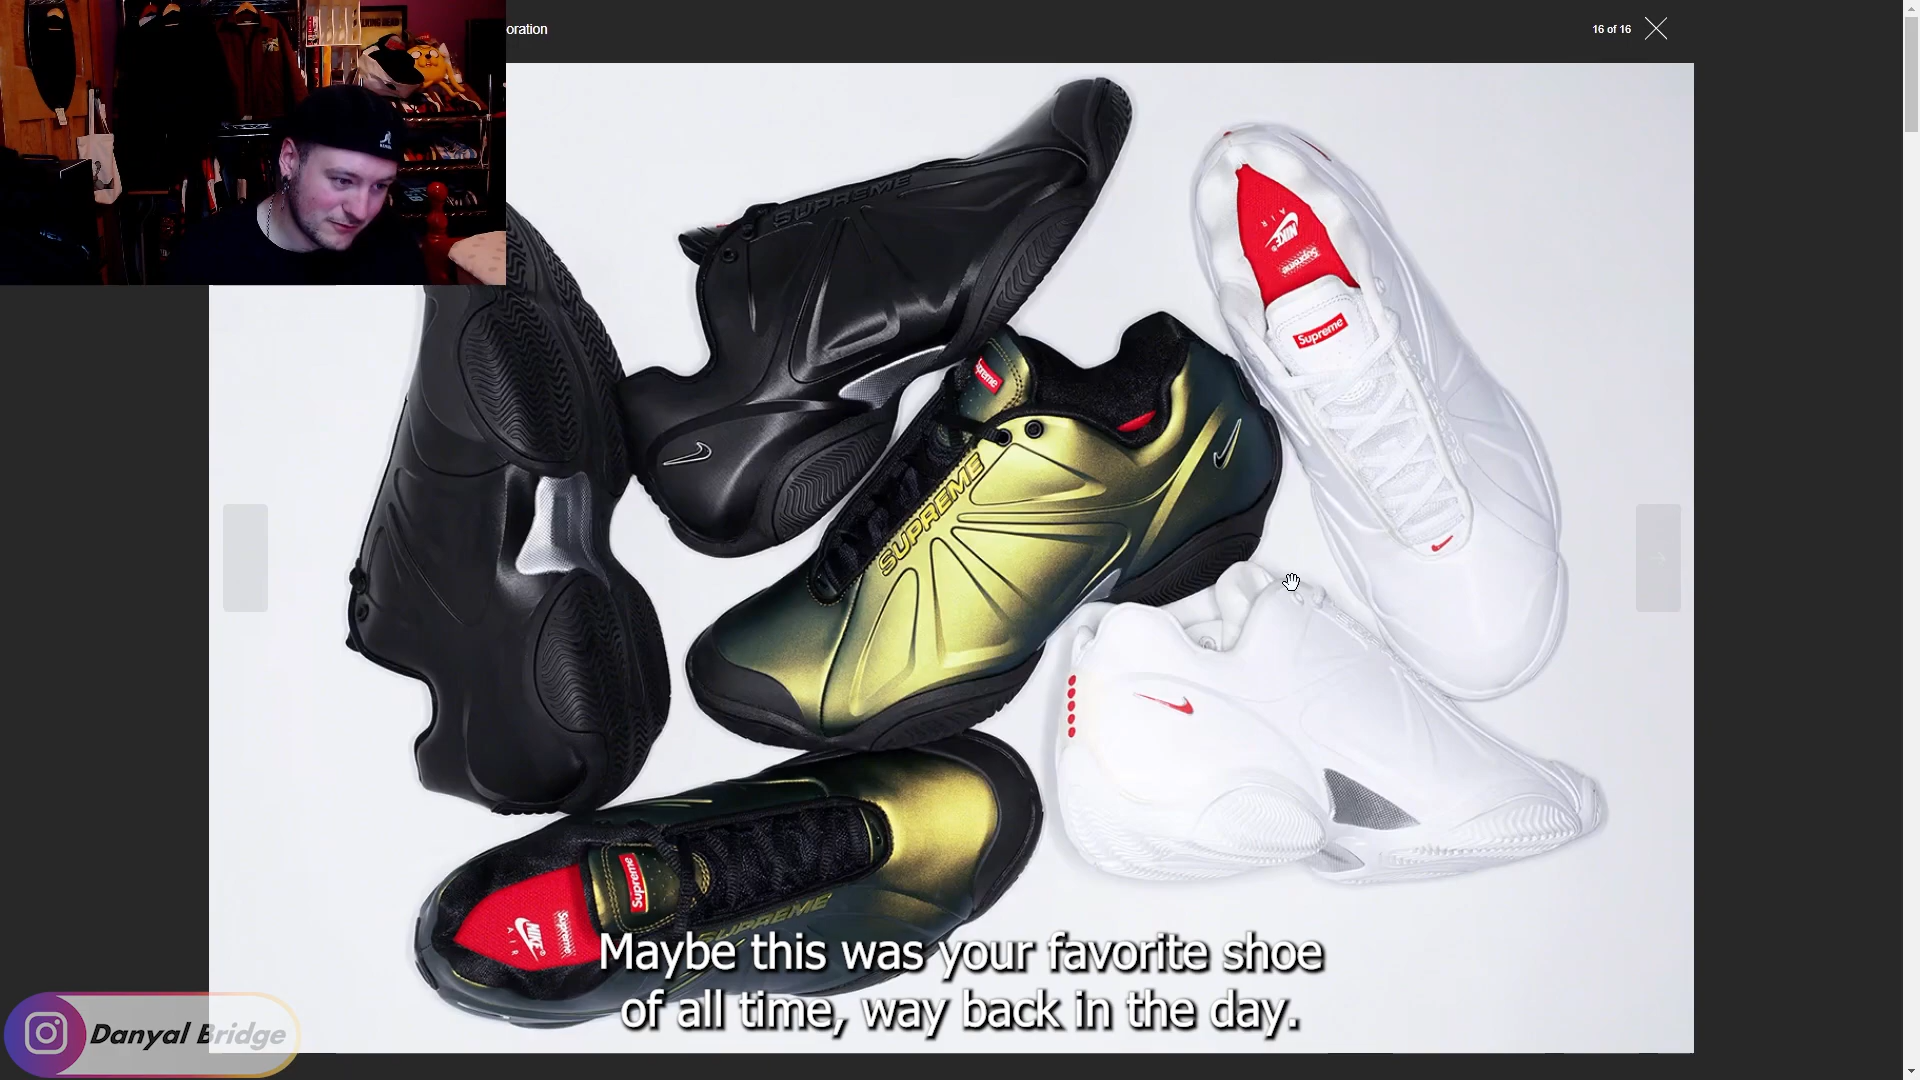 oration
16 of 16
SUPREME
NIKE
AIR
Supreme
Supreme
preme
SUPREME
Supreme
NIKE
AIR
Supreme
SUPREME
Maybe this was your favorite shoe
of all time, way back in the day.
Danyal Bridge